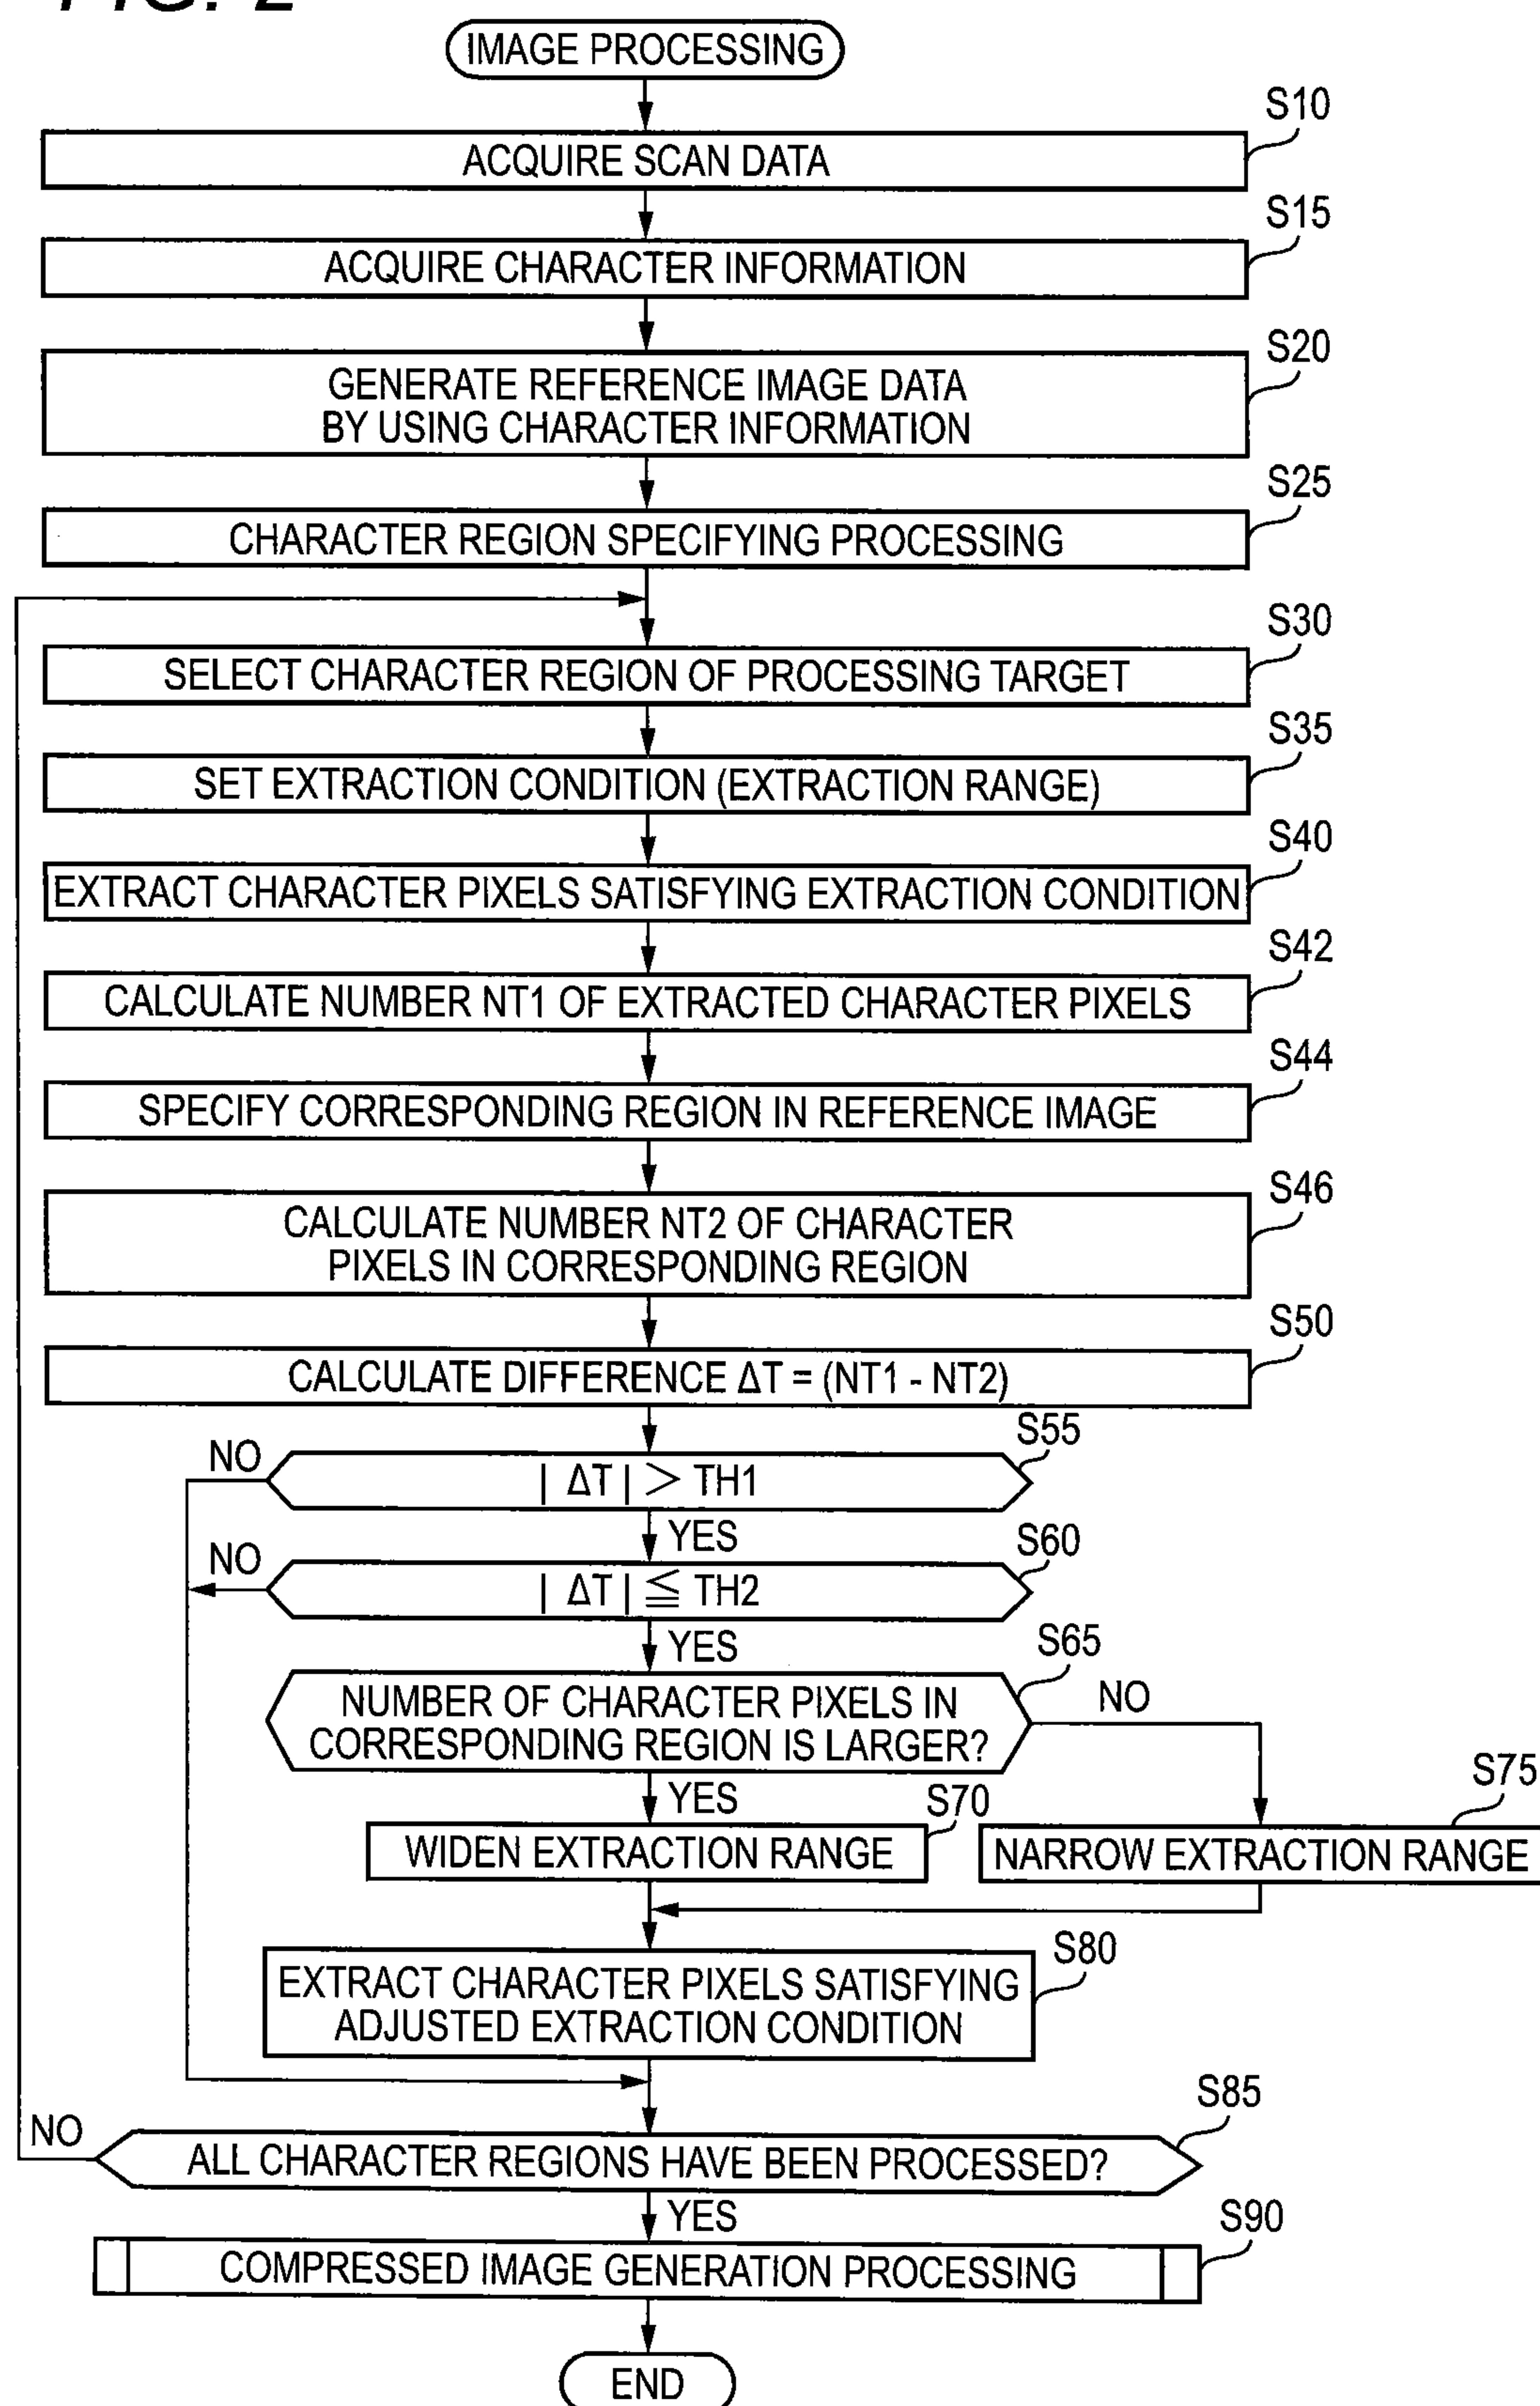 FIG. 2
IMAGE PROCESSING
S10
ACQUIRE SCAN DATA
S15
ACQUIRE CHARACTER INFORMATION
S20
GENERATE REFERENCE IMAGE DATA
BY USING CHARACTER INFORMATION
S25
CHARACTER REGION SPECIFYING PROCESSING
S30
SELECT CHARACTER REGION OF PROCESSING TARGET
S35
SET EXTRACTION CONDITION (EXTRACTION RANGE)
S40
EXTRACT CHARACTER PIXELS SATISFYING EXTRACTION CONDITION
S42
CALCULATE NUMBER NT1 OF EXTRACTED CHARACTER PIXELS
S44
SPECIFY CORRESPONDING REGION IN REFERENCE IMAGE
S46
CALCULATE NUMBER NT2 OF CHARACTER
PIXELS IN CORRESPONDING REGION
S50
CALCULATE DIFFERENCE ΔT = (NT1 - NT2)
S55
NO
| ΔT | > TH1
YES
S60
NO
| ΔT | ≦ TH2
YES
S65
NUMBER OF CHARACTER PIXELS IN
CORRESPONDING REGION IS LARGER?
NO
YES
S70
S75
WIDEN EXTRACTION RANGE
NARROW EXTRACTION RANGE
S80
EXTRACT CHARACTER PIXELS SATISFYING
ADJUSTED EXTRACTION CONDITION
S85
NO
ALL CHARACTER REGIONS HAVE BEEN PROCESSED?
YES
S90
COMPRESSED IMAGE GENERATION PROCESSING
END